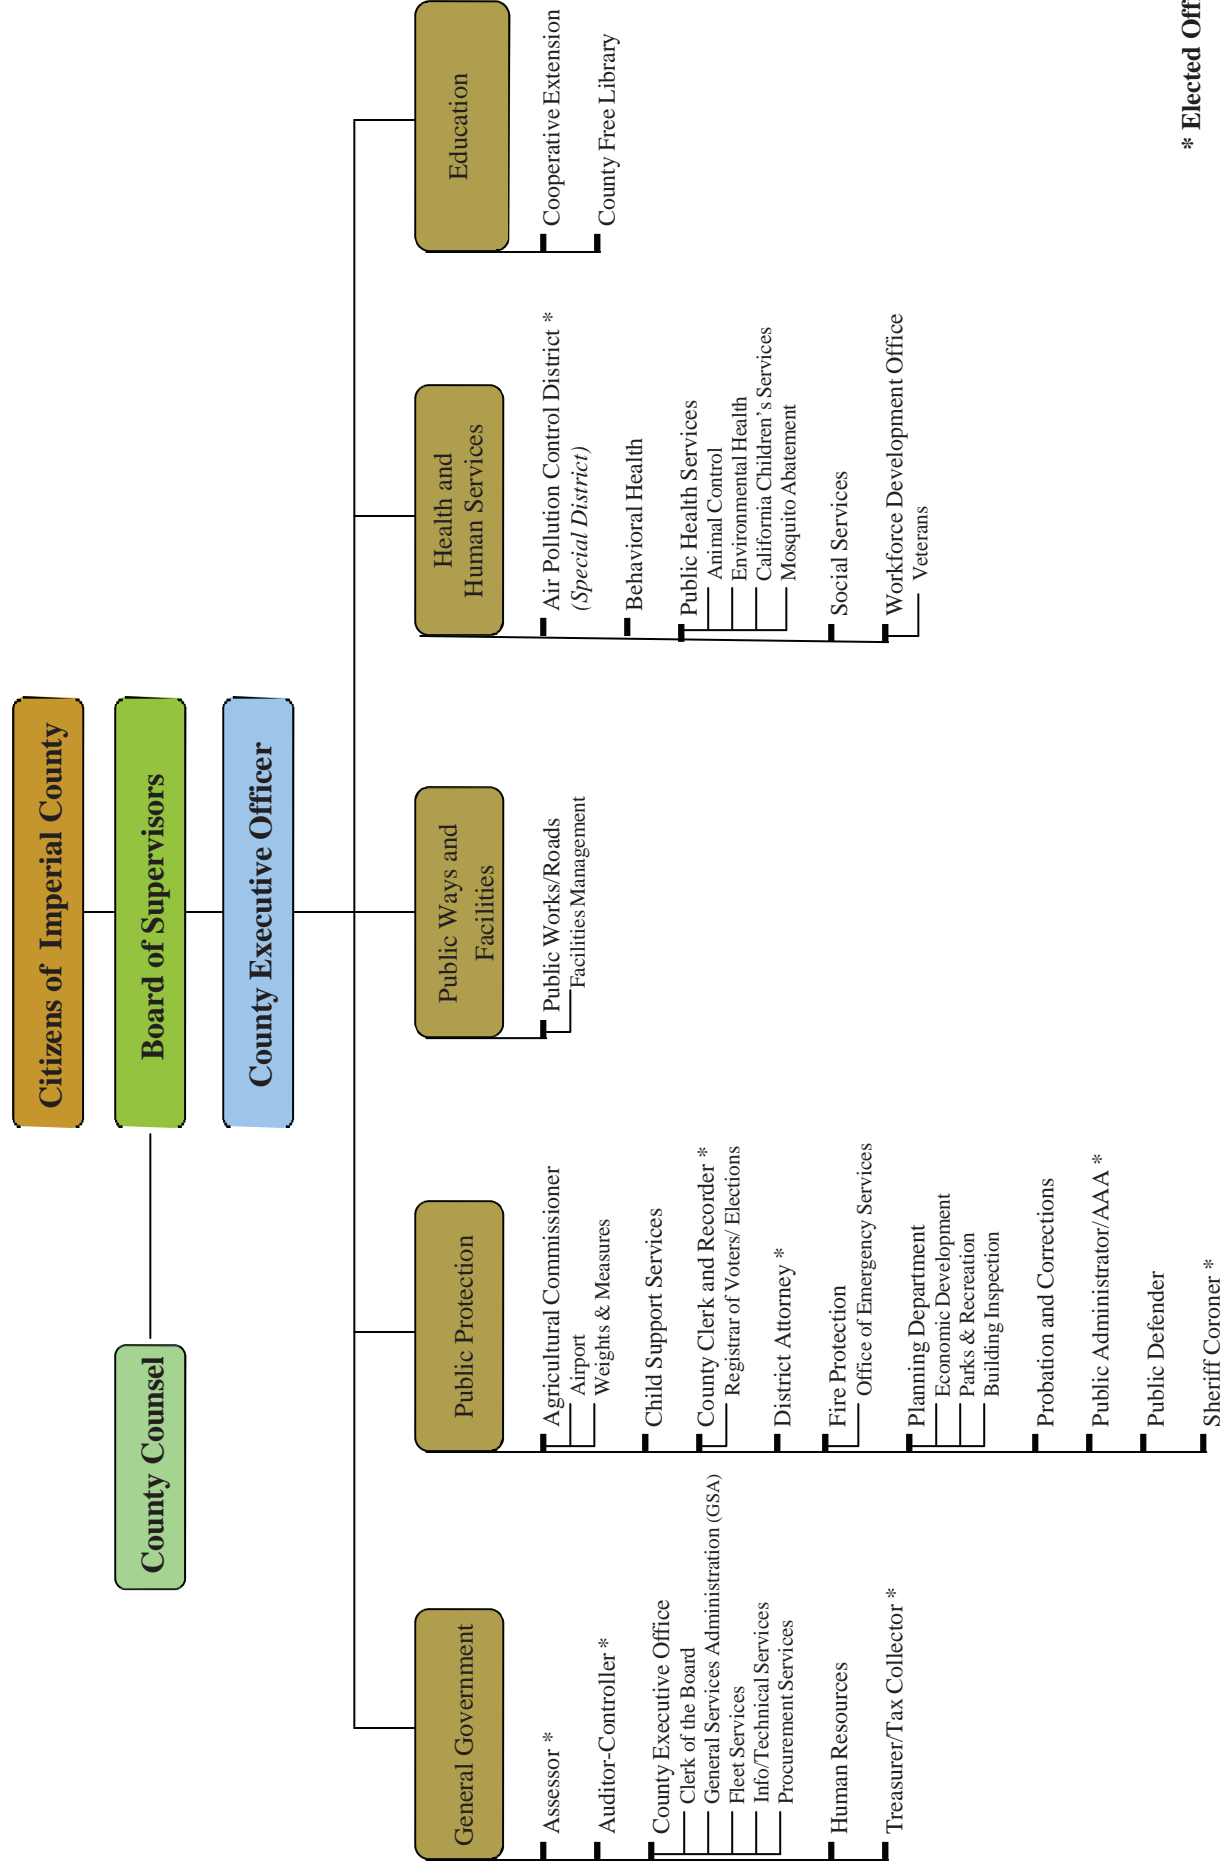 Citizens of Imperial County
County Counsel
Board of Supervisors
County Executive Officer
General Government
Assessor *
Auditor-Controller *
County Executive Office
Clerk of the Board
General Services Administration (GSA)
Fleet Services
Info/Technical Services
Procurement Services
Human Resources
Treasurer/Tax Collector *
Public Protection
Agricultural Commissioner
Airport
Weights & Measures
Child Support Services
County Clerk and Recorder *
Registrar of Voters/ Elections
District Attorney *
Fire Protection
Office of Emergency Services
Planning Department
Economic Development
Parks & Recreation
Building Inspection
Probation and Corrections
Public Administrator/AAA *
Public Defender
Sheriff Coroner *
Public Ways and
Facilities
Public Works/Roads
Facilities Management
Health and
Human Services
Air Pollution Control District *
(Special District)
Behavioral Health
Public Health Services
Animal Control
Environmental Health
California Children's Services
Mosquito Abatement
Social Services
Workforce Development Office
Veterans
Education
Cooperative Extension
County Free Library
* Elected Off